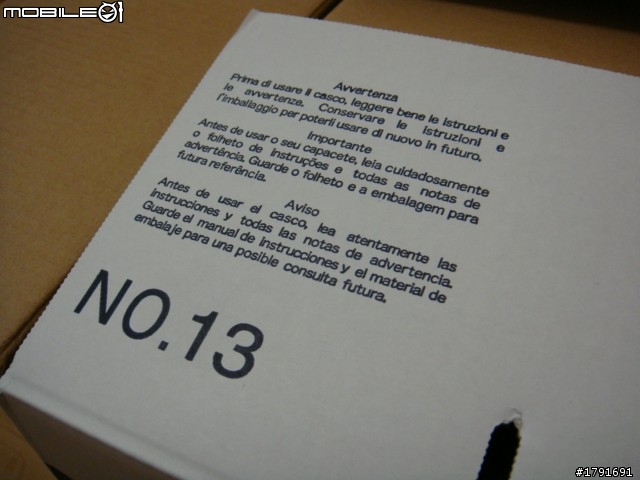 MOBILE01
Avvertenza
Prima di usare il casco, leggere bene le istruzioni e
le avvertenze. Conservare le istruzioni e
l'imballaggio per poterli usare di nuovo in futuro.
Importante
Antes de usar o seu capacete, leia cuidadosamente
o folheto de instruções e todas as notas de
advertência. Guarde o folheto e a embalagem para
futura referência.
Aviso
Antes de usar el casco, lea atentamente las
instrucciones y todas las notas de advertencia.
Guarde el manual de instrucciones y el material de
embalaje para una posible consulta futura.
NO.13
#1791691